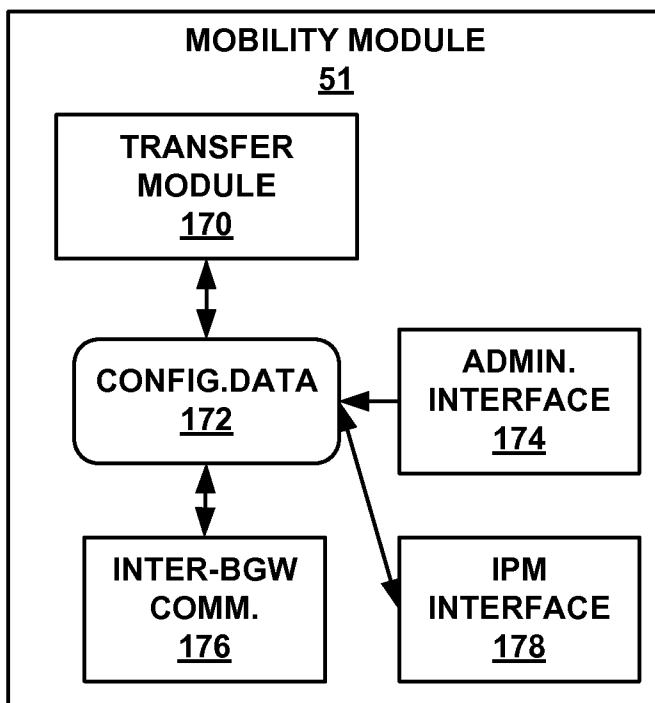 MOBILITY MODULE
51
TRANSFER
MODULE
170
CONFIG.DATA
172
ADMIN.
INTERFACE
174
INTER-BGW
COMM.
176
IPM
INTERFACE
178